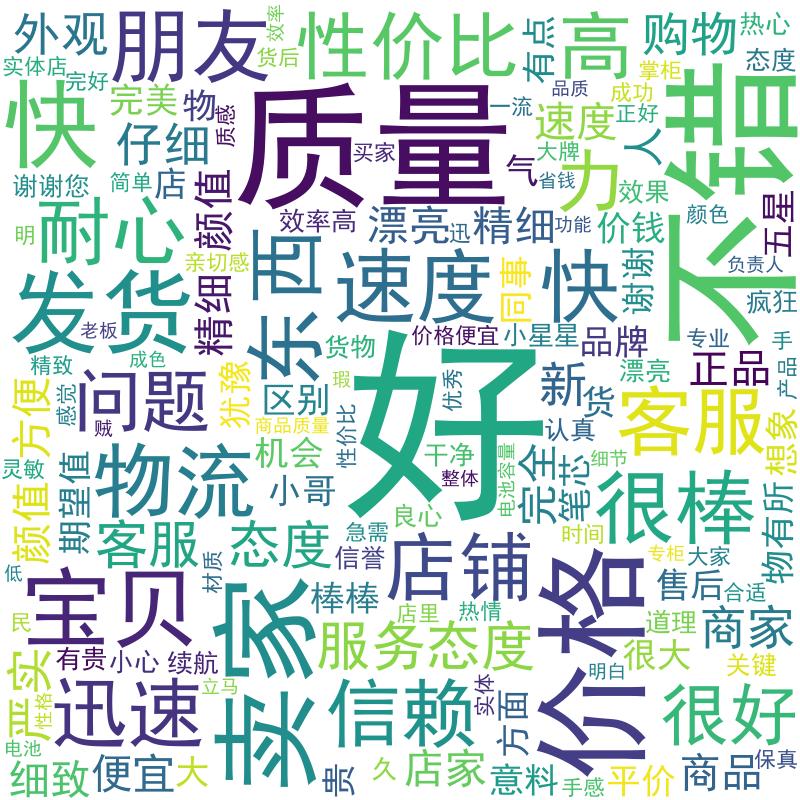 外观
朋友
效率
货后
性价比
有点
高
购物
热心
态度
掌柜
实体店
完好
完美
物
质感
质量
一流
品质
成功
正好
速度
不错
快
仔细
买家
气
大牌
省钱
力
人
谢谢您
简单
店
颜值
效果
颜色
五星
耐心
效率高
漂亮
迅
精细
功能
价钱
谢谢
负责人
明
亲切感
东西
速度
快
同事
疯狂
发货
精细
老板
货物
价格便宜
小星星
品牌
专业
手
精致
成色
问题
犹豫
区别
瑕
好
优秀
新
货
漂亮
正品
产品
方便
感觉
贼
商品质量
性价比
认真
客服
想象
灵敏
期望值
物流
机会
小哥
干净
整体
电池容量
完全
笔芯
细节
很棒
物有所
颜值
客服
态度
急需
良心
信誉
店铺
时间
专柜
大家
低
材质
宝贝
卖家
棒棒
店里
热情
价格
售后
合适
民
严实
有贵
小心
续航
服务态度
道理
商家
很大
关键
明白
性格
迅速
立马
信赖
实体
方面
很好
电池
细致
便宜
大
贵
久
店家
意料
手感
平价
商品
保真